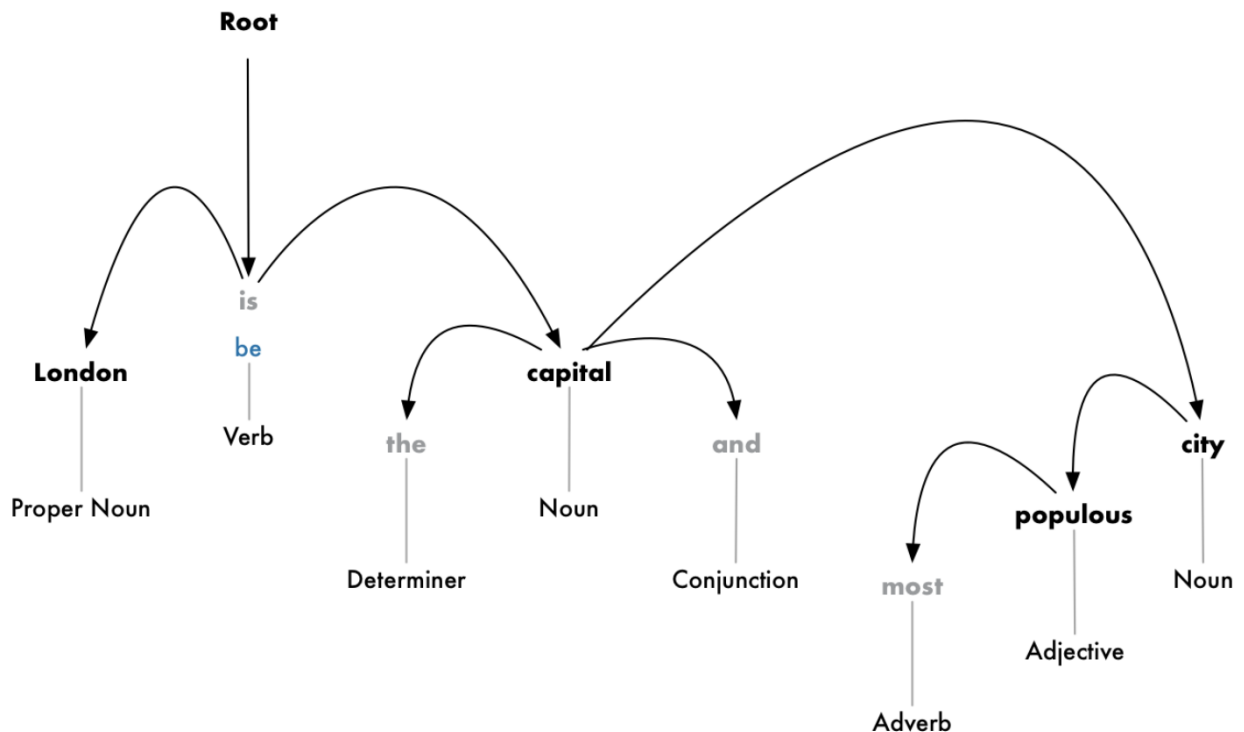 Root
is
be
London
capital
Verb
the
and
city
Proper Noun
Noun
populous
Determiner
Conjunction
most
Noun
Adjective
Adverb